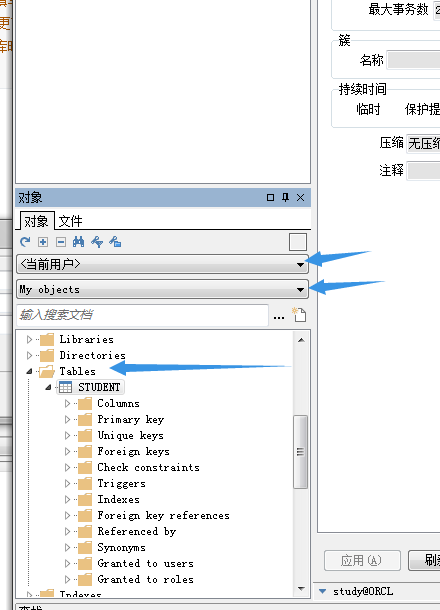 更
库时
最大事务数 2
簇
名称
持续时间
临时 保护提
压缩 无压缩
注释
对象
对象 文件
<当前用户>
My objects
输入搜索文档 ...
Libraries
Directories
Tables
STUDENT
Columns
Primary key
Unique keys
Foreign keys
Check constraints
Triggers
Indexes
Foreign key references
Referenced by
Synonyms
Granted to users
Granted to roles
Indexes
应用(A) 刷新
study@ORCL